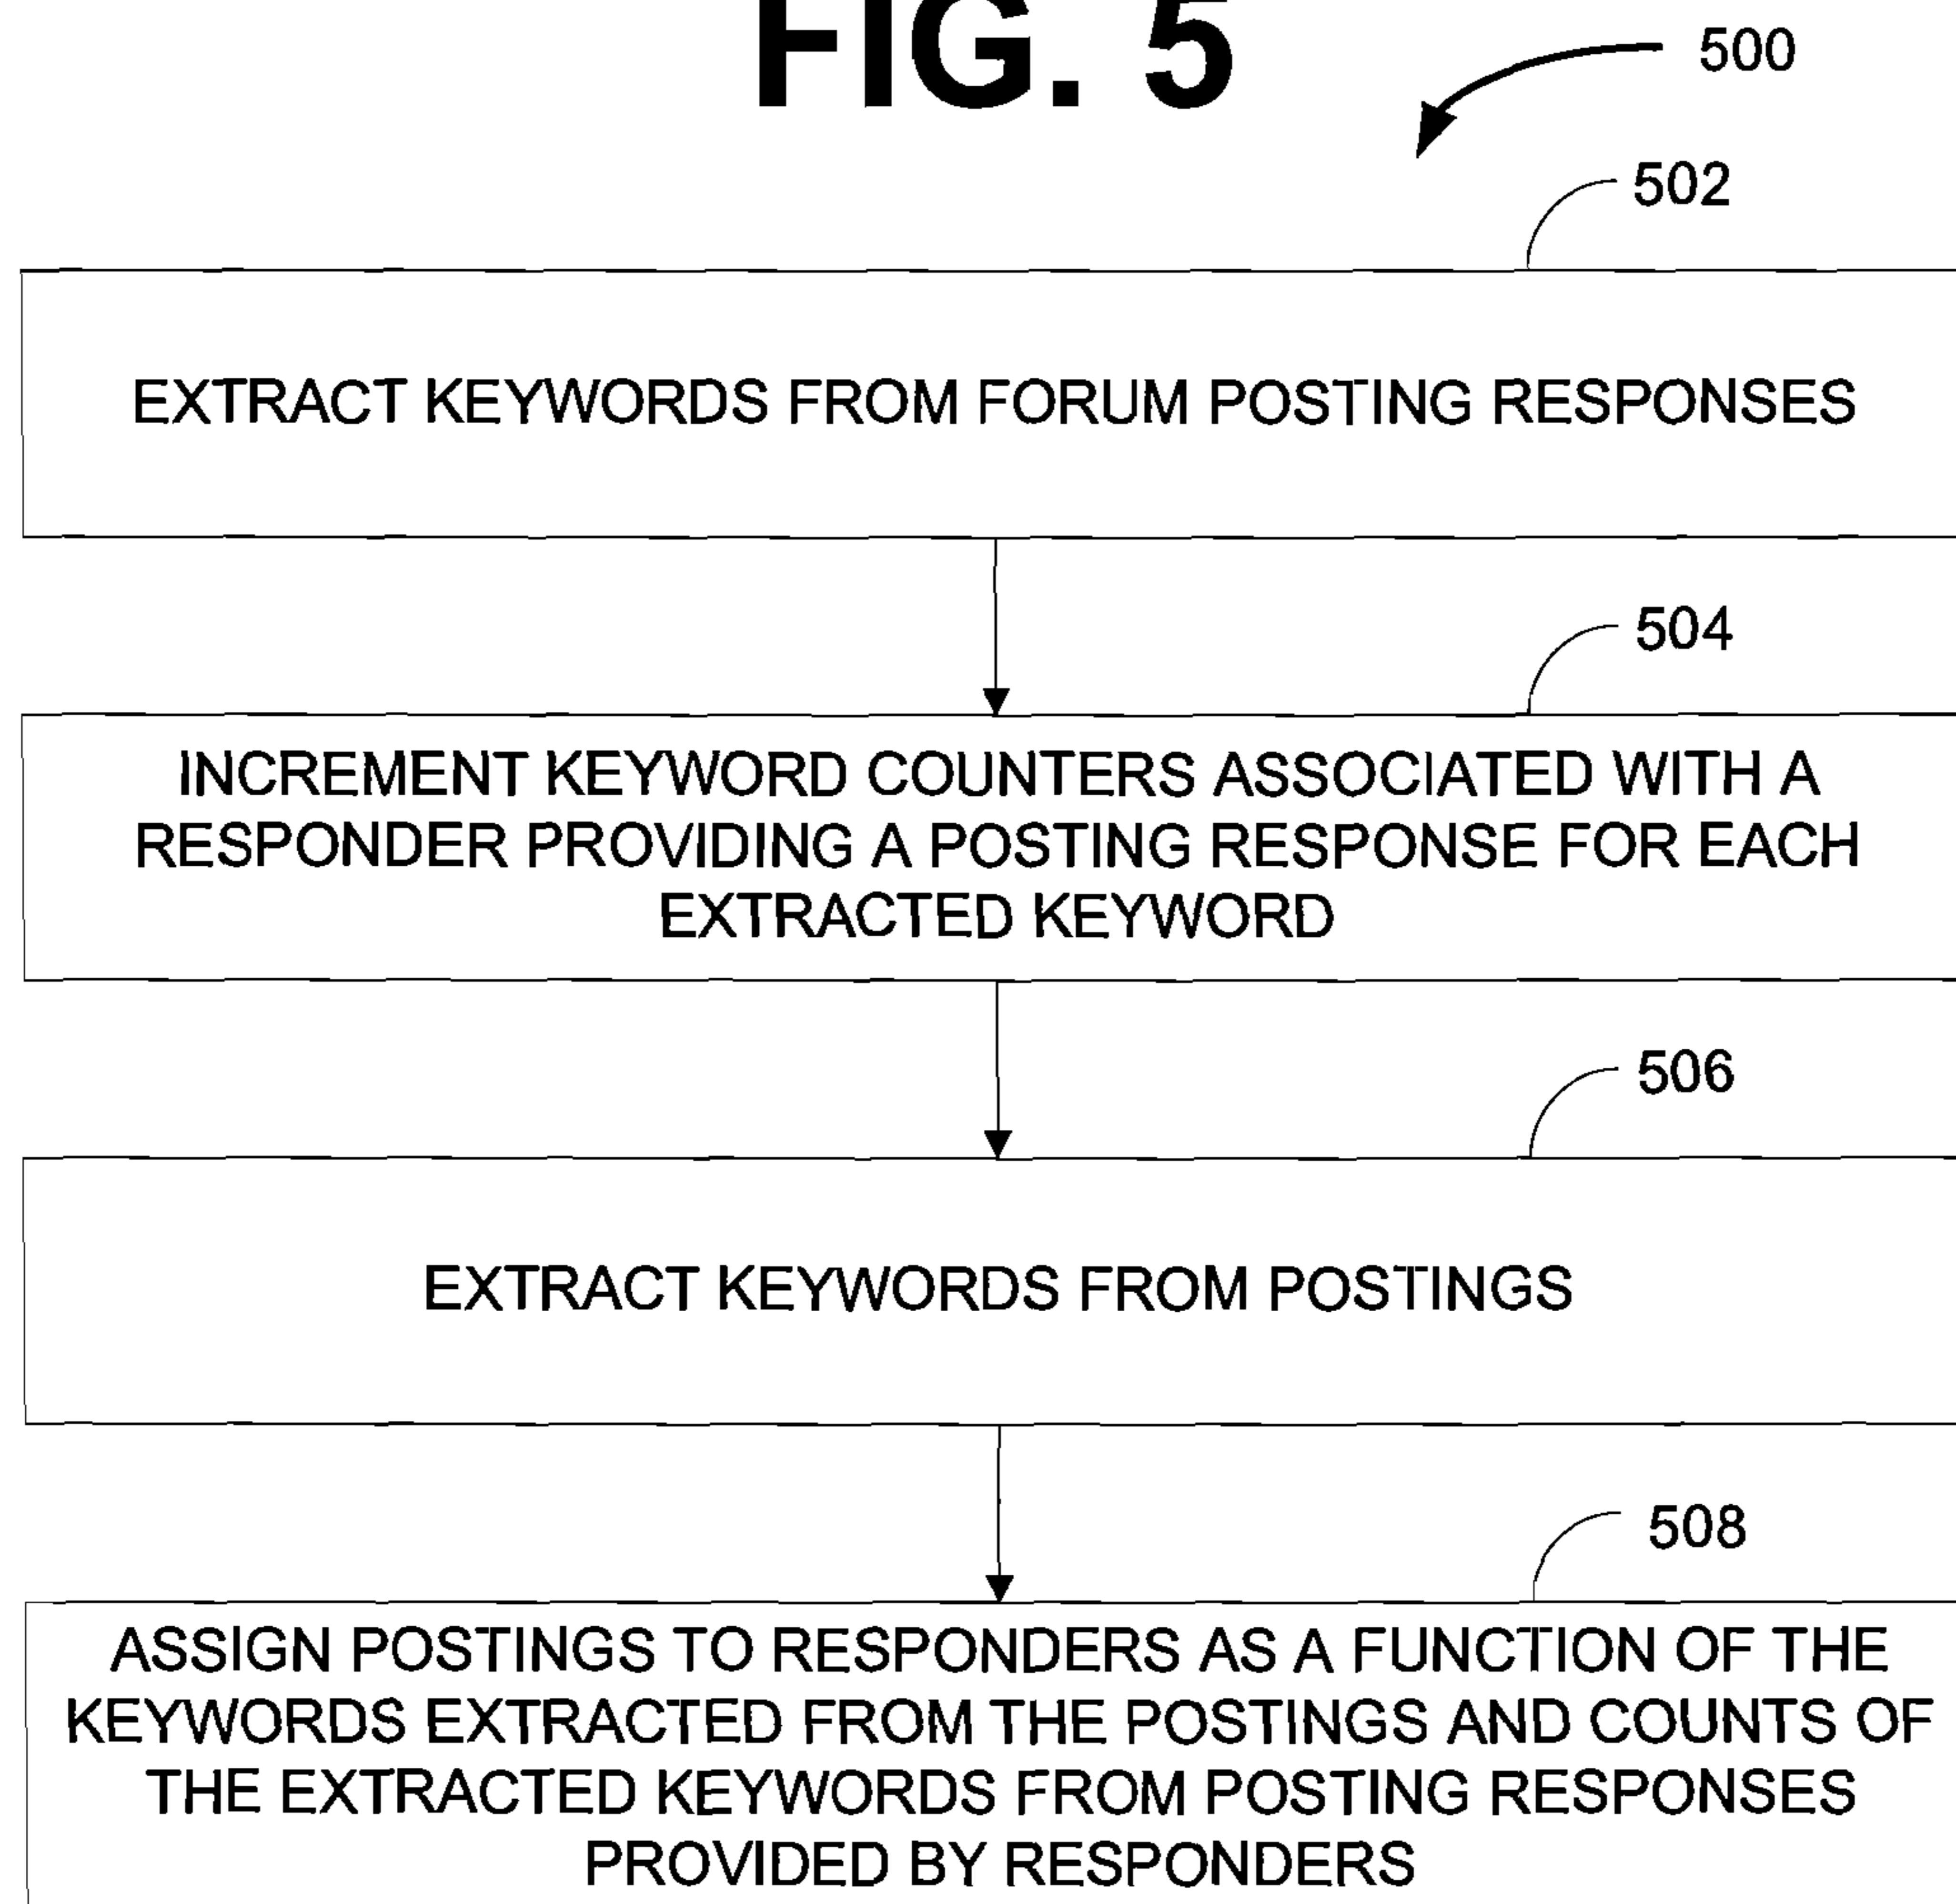 FIG. 5
500
502
EXTRACT KEYWORDS FROM FORUM POSTING RESPONSES
504
INCREMENT KEYWORD COUNTERS ASSOCIATED WITH A
RESPONDER PROVIDING A POSTING RESPONSE FOR EACH
EXTRACTED KEYWORD
506
EXTRACT KEYWORDS FROM POSTINGS
508
ASSIGN POSTINGS TO RESPONDERS AS A FUNCTION OF THE
KEYWORDS EXTRACTED FROM THE POSTINGS AND COUNTS OF
THE EXTRACTED KEYWORDS FROM POSTING RESPONSES
PROVIDED BY RESPONDERS